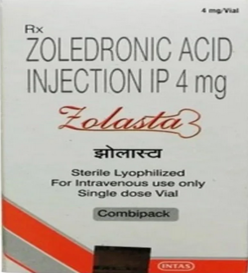 4 mg/Vial
Rx
ZOLEDRONIC ACID
INJECTION IP 4 mg
Zolasta
झोलास्टा
Sterile Lyophilized
For Intravenous use only
Single dose Vial
Combipack
INTAS